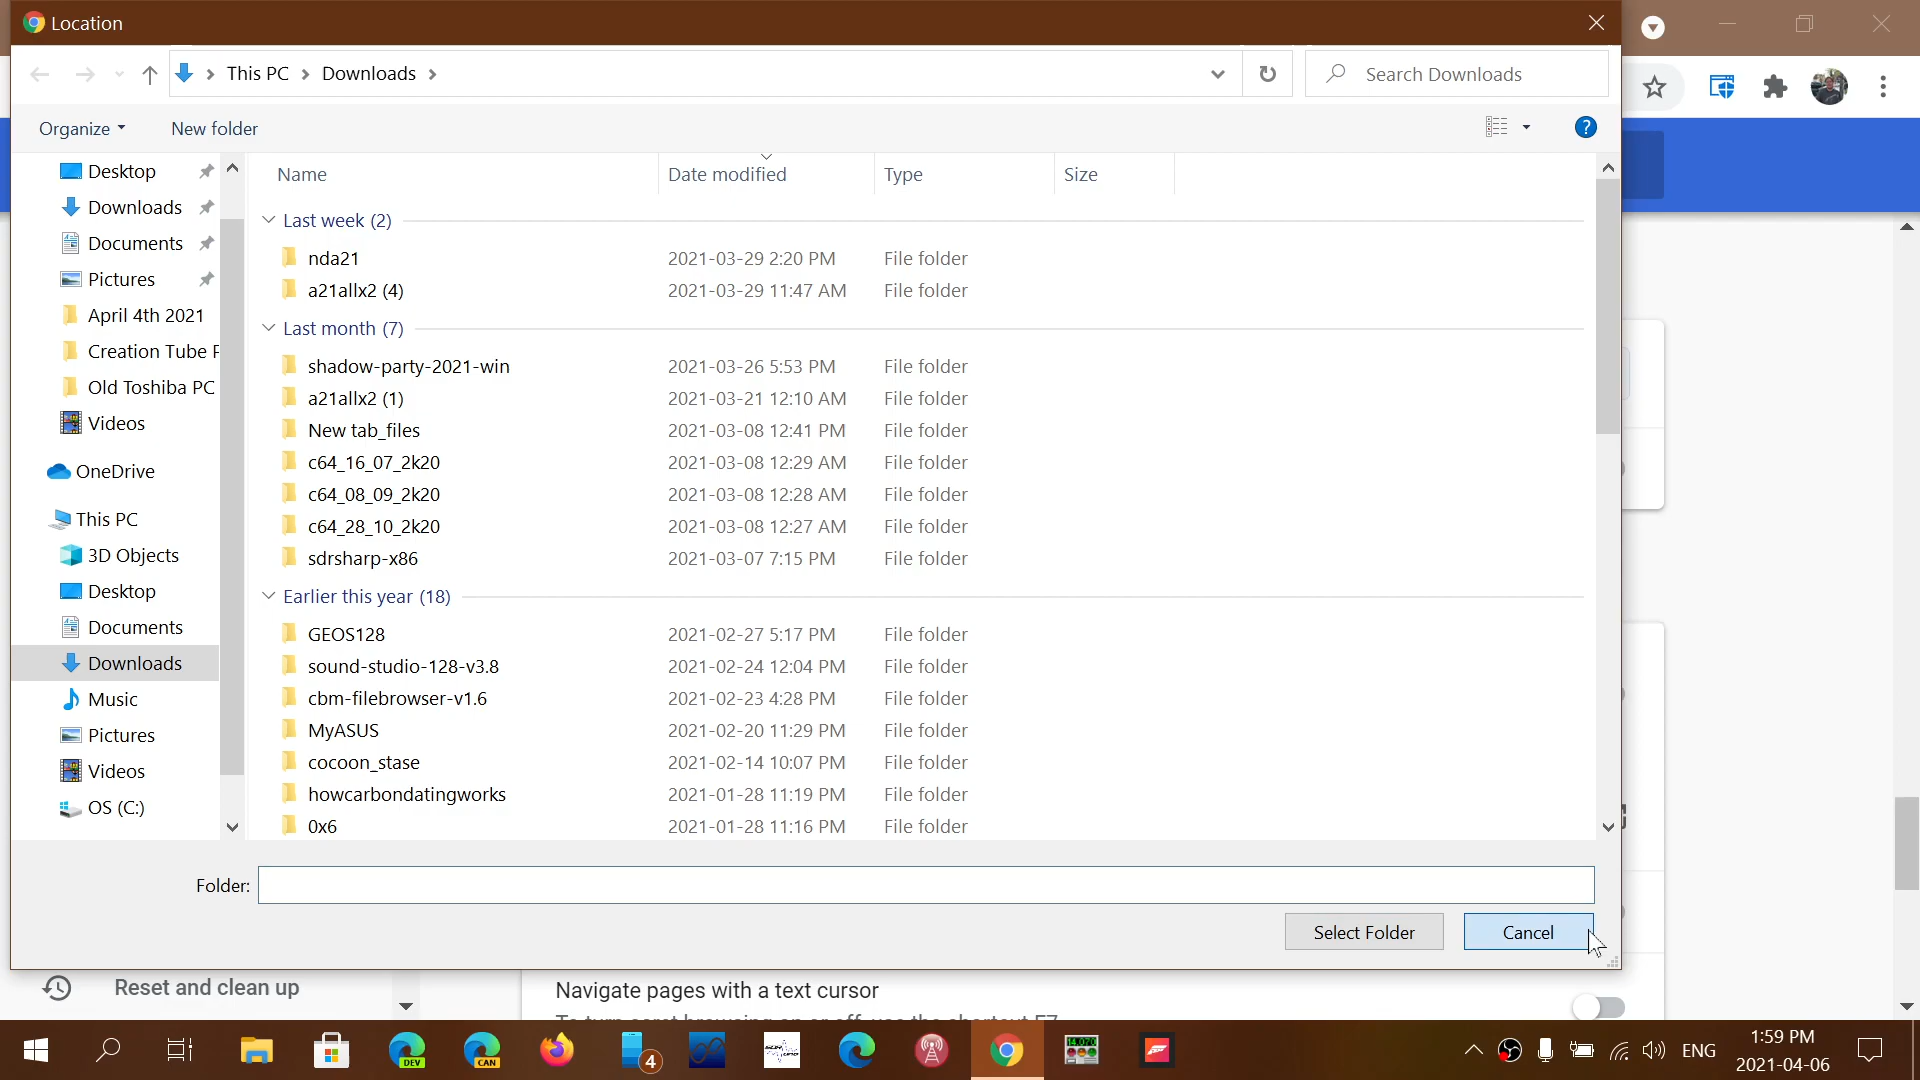 Location
This PC
Downloads
Search Downloads
Organize
New folder
?
Desktop
Downloads
Documents
Pictures
April 4th 2021
Creation Tube
Old Toshiba PC
Videos
OneDrive
This PC
3D Objects
Desktop
Documents
Downloads
Music
Pictures
Videos
OS (C:)
Name Date modified Type Size
Last week (2)
nda21 2021-03-29 2:20 PM File folder
a21allx2 (4) 2021-03-29 11:47 AM File folder
Last month (7)
shadow-party-2021-win 2021-03-26 5:53 PM File folder
a21allx2 (1) 2021-03-21 12:10 AM File folder
New tab_files 2021-03-08 12:41 PM File folder
c64_16_07_2k20 2021-03-08 12:29 AM File folder
c64_08_09_2k20 2021-03-08 12:28 AM File folder
c64_28_10_2k20 2021-03-08 12:27 AM File folder
sdrsharp-x86 2021-03-07 7:15 PM File folder
Earlier this year (18)
GEOS128 2021-02-27 5:17 PM File folder
sound-studio-128-v3.8 2021-02-24 12:04 PM File folder
cbm-filebrowser-v1.6 2021-02-23 4:28 PM File folder
MyASUS 2021-02-20 11:29 PM File folder
cocoon_stase 2021-02-14 10:07 PM File folder
howcarbondatingworks 2021-01-28 11:19 PM File folder
0x6 2021-01-28 11:16 PM File folder
Folder:
Select Folder Cancel
Reset and clean up
Navigate pages with a text cursor
DEV
CAN
4
14.070
ENG
1:59 PM
2021-04-06